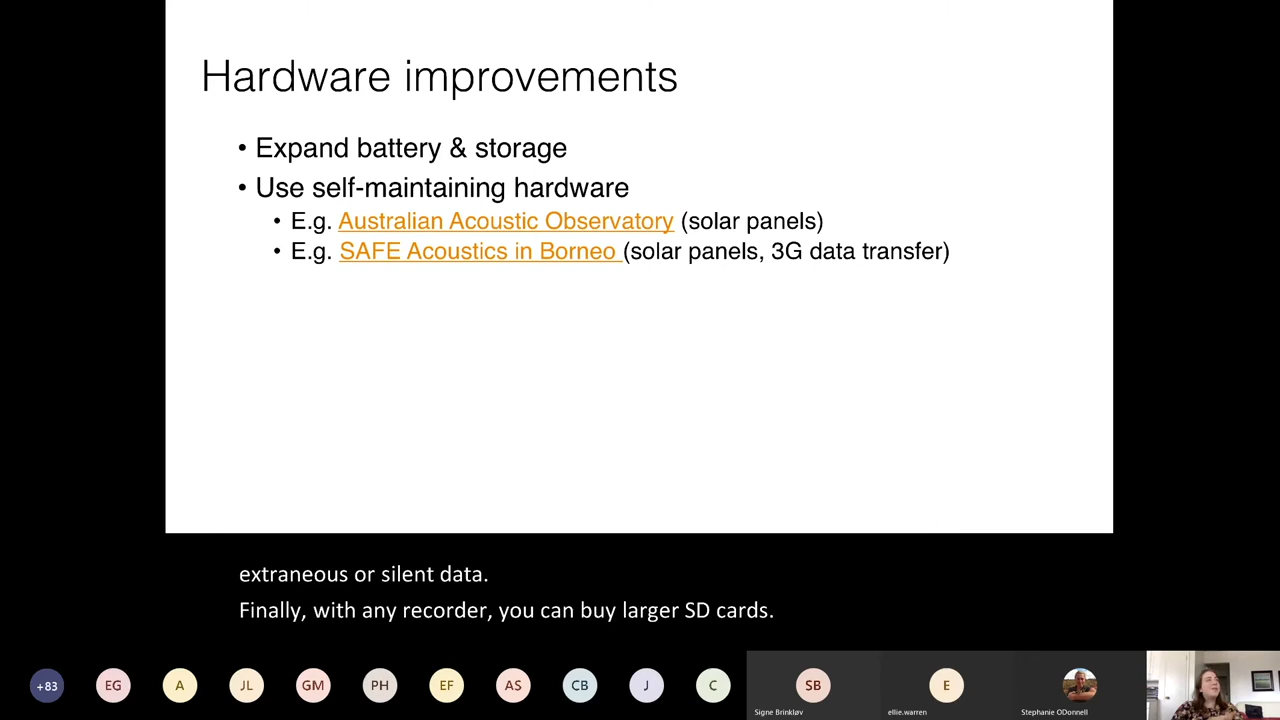 Hardware improvements
• Expand battery & storage
• Use self-maintaining hardware
• E.g. Australian Acoustic Observatory (solar panels)
• E.g. SAFE Acoustics in Borneo (solar panels, 3G data transfer)
extraneous or silent data.
Finally, with any recorder, you can buy larger SD cards.
+83 EG A JL GM PH EF AS CB J C SB E
Signe Brinkløv ellie.warren Stephanie ODonnell